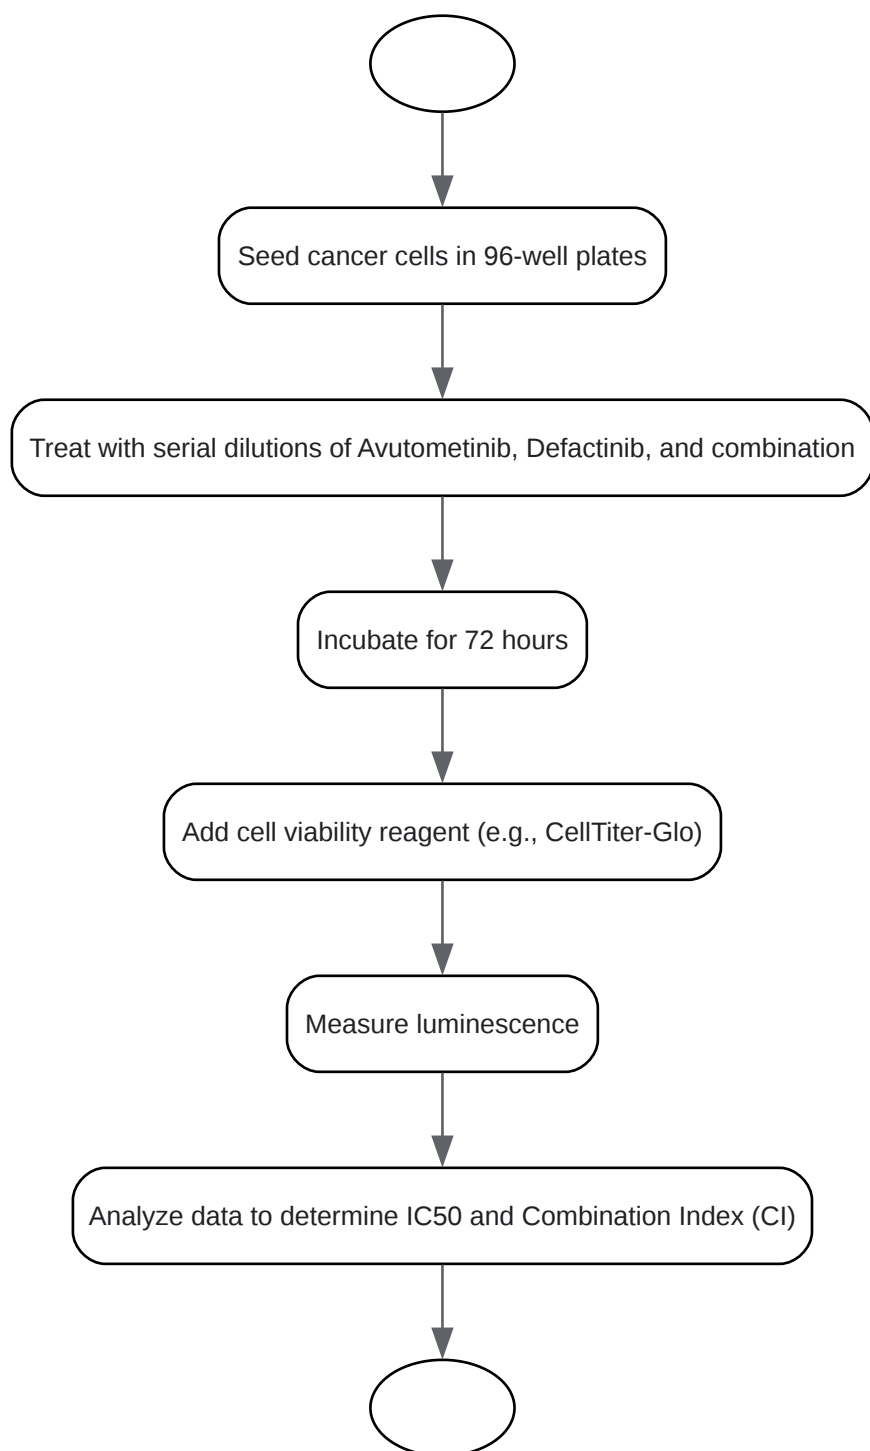 Seed cancer cells in 96-well plates
Treat with serial dilutions of Avutometinib, Defactinib, and combination
Incubate for 72 hours
Add cell viability reagent (e.g., CellTiter-Glo)
Measure luminescence
Analyze data to determine IC50 and Combination Index (CI)